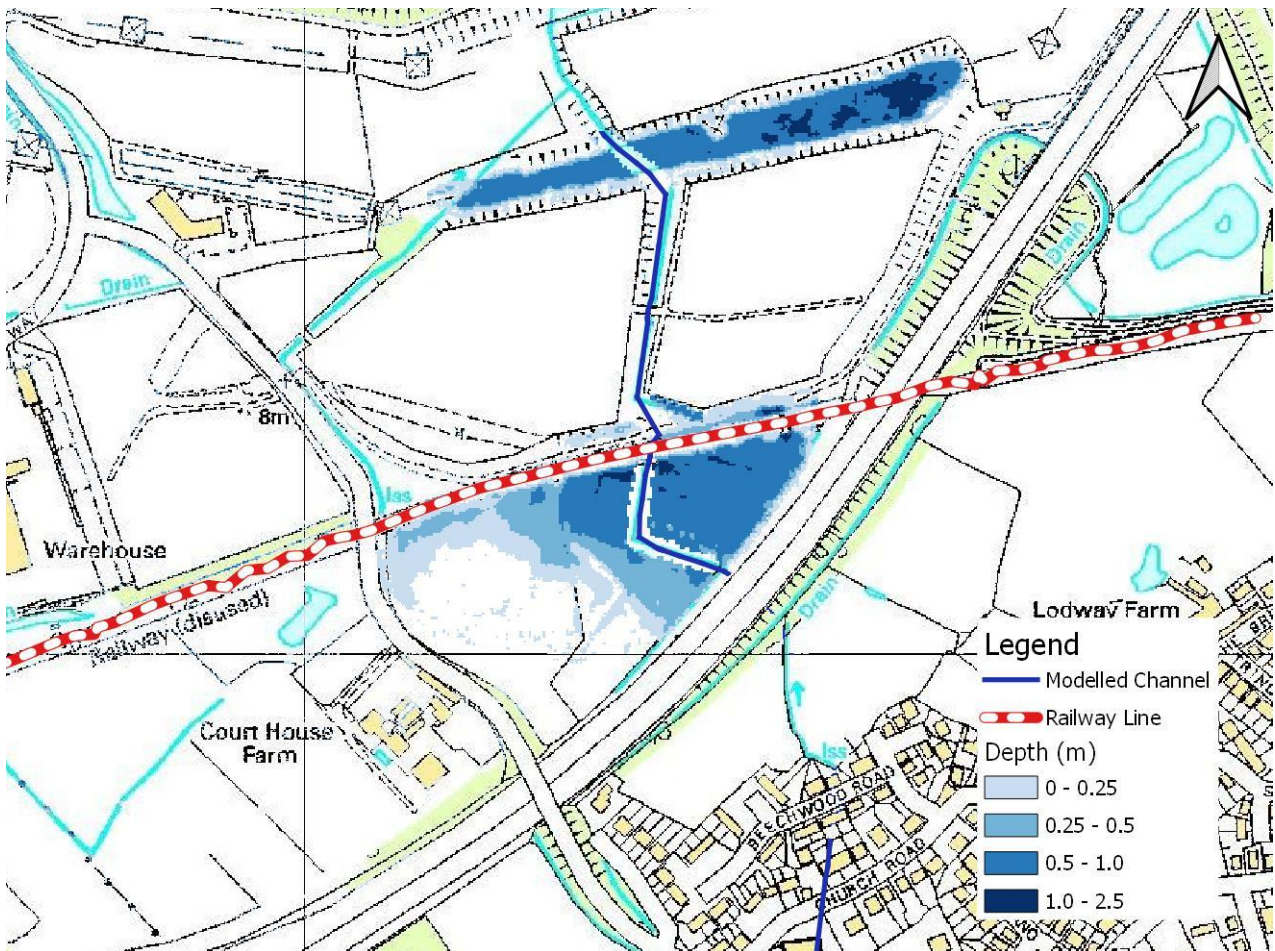 Drain
Drain
WAY
8m
Iss
Warehouse
Railway (disused)
Drain
Lodway Farm
Court House
Farm
Iss
BEECHWOOD ROAD
CHURCH ROAD
Legend
Modelled Channel
Railway Line
Depth (m)
0 - 0.25
0.25 - 0.5
0.5 - 1.0
1.0 - 2.5